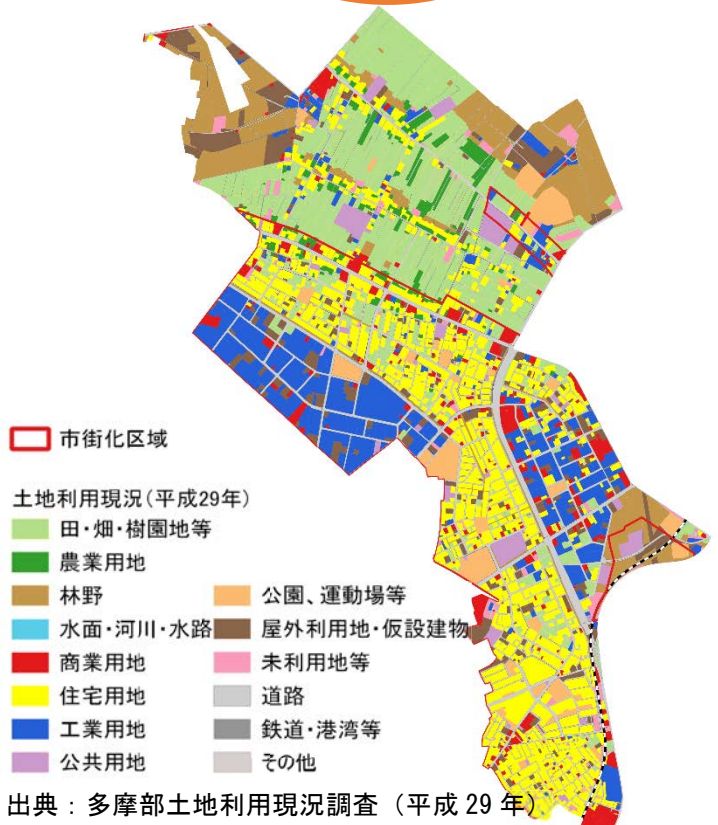 市街化区域
土地利用現況(平成29年)
田・畑・樹園地等
農業用地
林野
水面・河川・水路
商業用地
住宅用地
工業用地
公共用地
公園、運動場等
屋外利用地・仮設建物
未利用地等
道路
鉄道・港湾等
その他
出典：多摩部土地利用現況調査（平成 29 年）